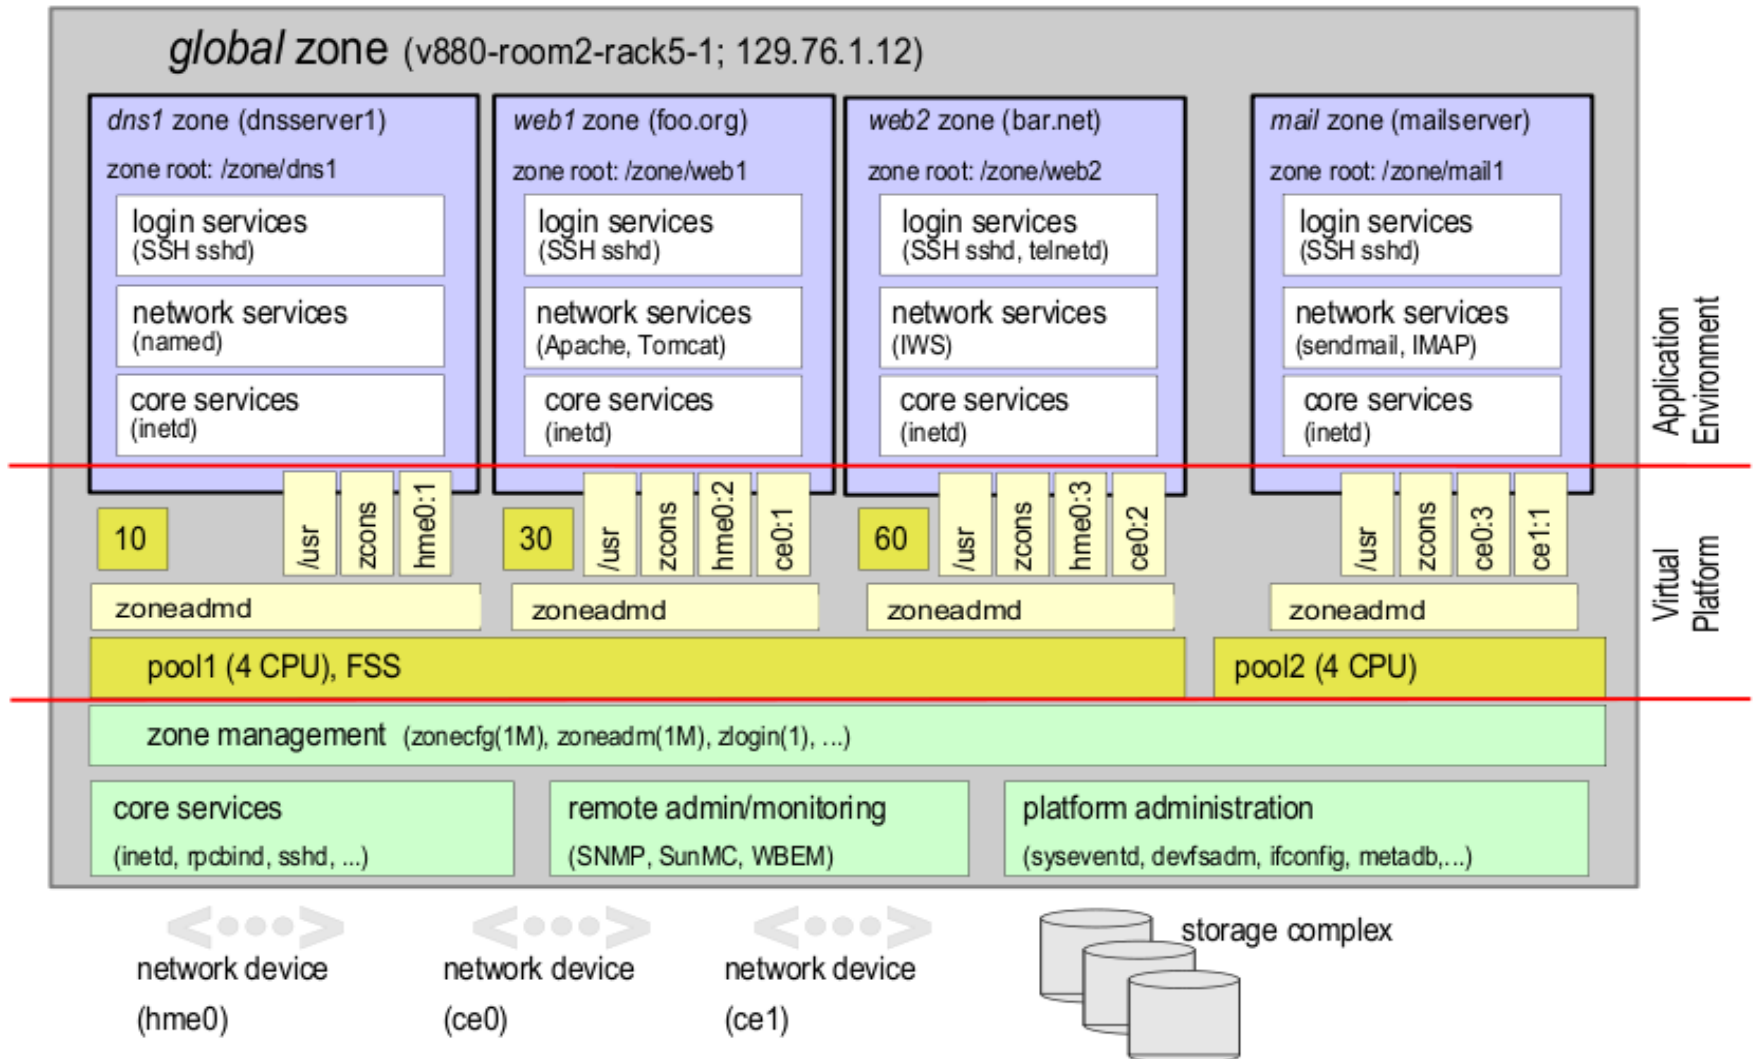 global zone (v880-room2-rack5-1; 129.76.1.12)
dns1 zone (dnsserver1)
zone root: /zone/dns1
login services
(SSH sshd)
network services
(named)
core services
(inetd)
web1 zone (foo.org)
zone root: /zone/web1
login services
(SSH sshd)
network services
(Apache, Tomcat)
core services
(inetd)
web2 zone (bar.net)
zone root: /zone/web2
login services
(SSH sshd, telnetd)
network services
(IWS)
core services
(inetd)
mail zone (mailserver)
zone root: /zone/mail1
login services
(SSH sshd)
network services
(sendmail, IMAP)
core services
(inetd)
Application
Environment
10
/usr
zcons
hme0:1
30
/usr
zcons
hme0:2
ce0:1
60
/usr
zcons
hme0:3
ce0:2
/usr
zcons
ce0:3
ce1:1
zoneadmd
zoneadmd
zoneadmd
zoneadmd
Virtual
Platform
pool1 (4 CPU), FSS
pool2 (4 CPU)
zone management (zonecfg(1M), zoneadm(1M), zlogin(1), ...)
core services
(inetd, rpcbind, sshd, ...)
remote admin/monitoring
(SNMP, SunMC, WBEM)
platform administration
(syseventd, devfsadm, ifconfig, metadb,...)
network device
(hme0)
network device
(ce0)
network device
(ce1)
storage complex